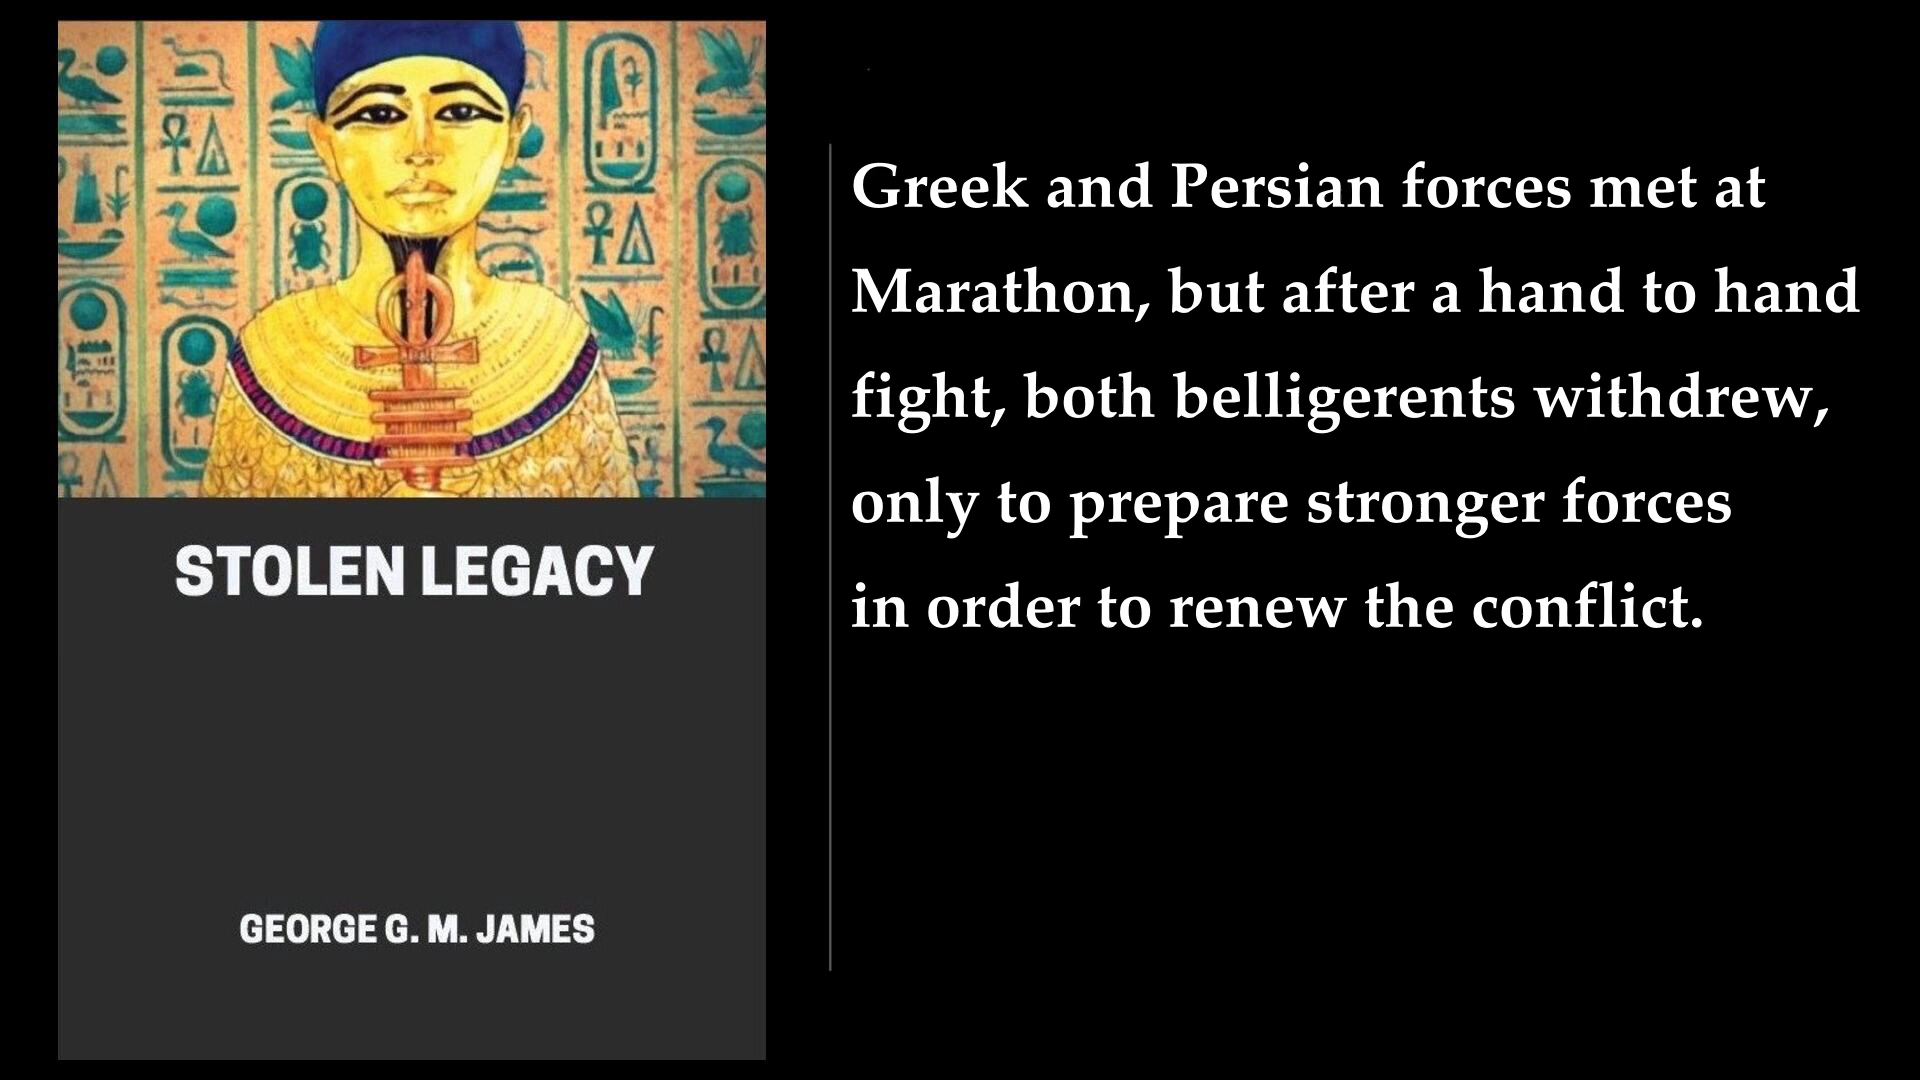 STOLEN LEGACY
GEORGE G. M. JAMES
Greek and Persian forces met at
Marathon, but after a hand to hand
fight, both belligerents withdrew,
only to prepare stronger forces
in order to renew the conflict.